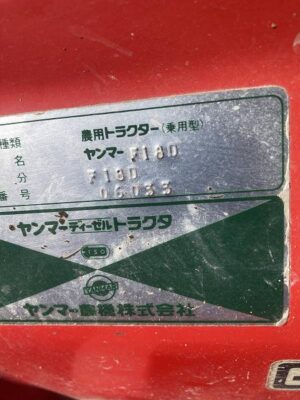 種類 農用トラクター(乗用型)
名 ヤンマー F18D
分 F18D
番号 06033
ヤンマーディーゼルトラクタ
YANMAR
ヤンマー農機株式会社